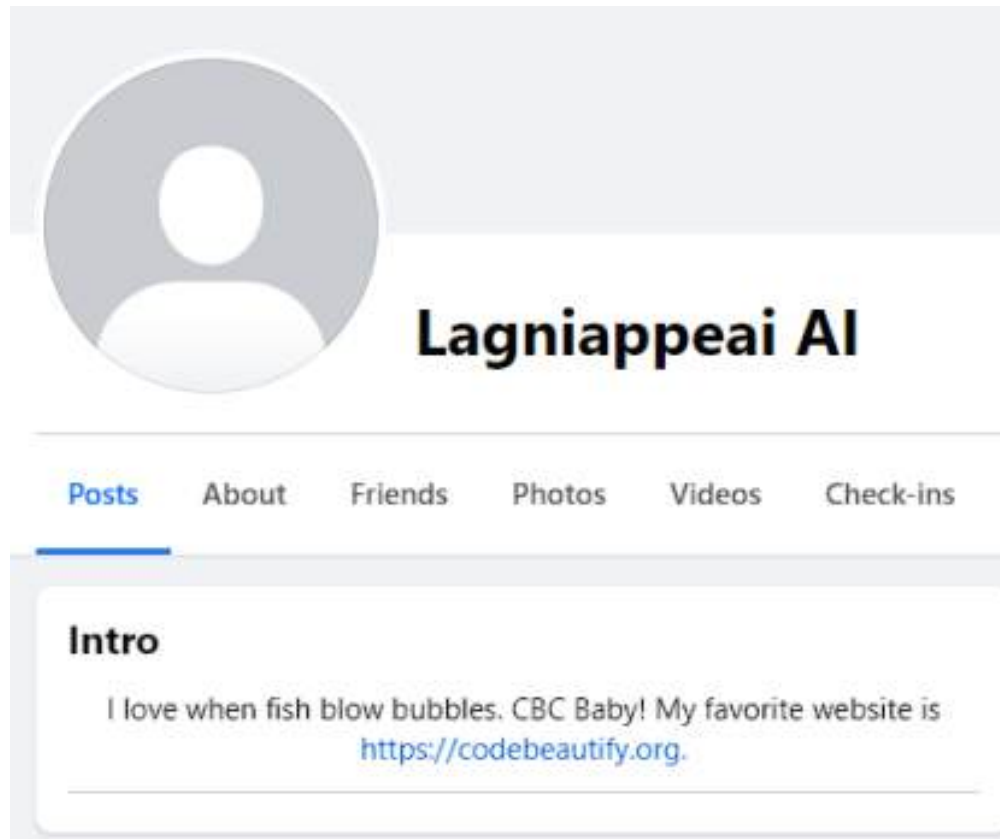 Lagniappeai AI
Posts About Friends Photos Videos Check-ins
Intro
I love when fish blow bubbles. CBC Baby! My favorite website is
https://codebeautify.org.